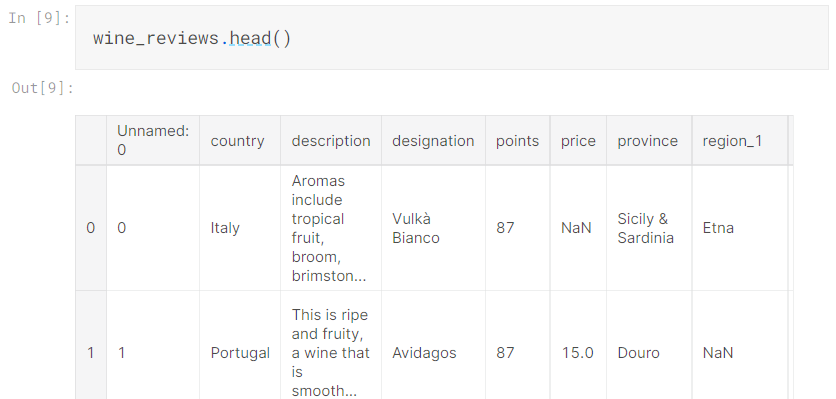 In [9]:
wine_reviews.head()
Out[9]:
Unnamed: 0 country description designation points price province region_1
0 0 Italy Aromas include tropical fruit, broom, brimston... Vulkà Bianco 87 NaN Sicily & Sardinia Etna
1 1 Portugal This is ripe and fruity, a wine that is smooth... Avidagos 87 15.0 Douro NaN